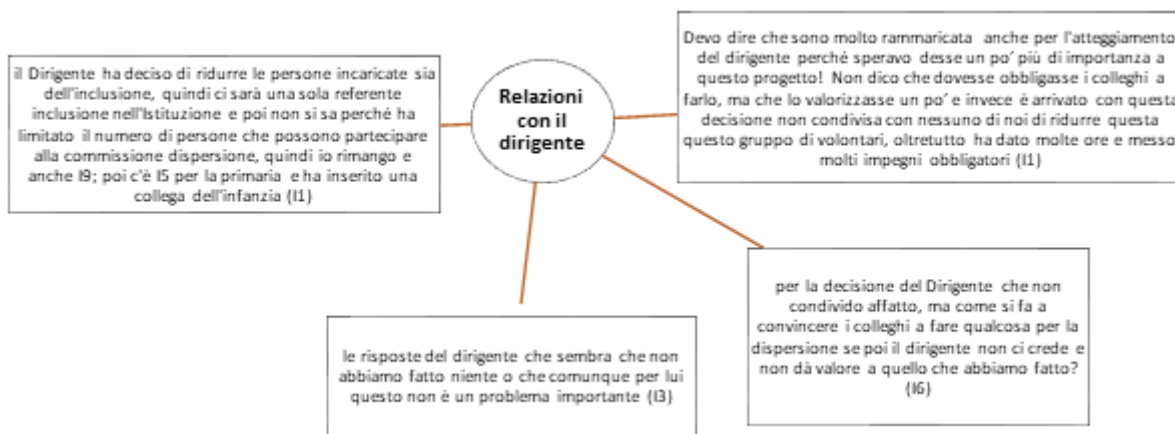 Relazioni
con il
dirigente
il Dirigente ha deciso di ridurre le persone incaricate sia
dell'inclusione, quindi ci sarà una sola referente
inclusione nell'Istituzione e poi non si sa perché ha
limitato il numero di persone che possono partecipare
alla commissione dispersione, quindi io rimango e
anche I9; poi c'è I5 per la primaria e ha inserito una
collega dell'infanzia (I1)
Devo dire che sono molto rammaricata anche per l'atteggiamento
del dirigente perché speravo desse un po' più di importanza a
questo progetto! Non dico che dovesse obbligasse i colleghi a
farlo, ma che lo valorizzasse un po' e invece è arrivato con questa
decisione non condivisa con nessuno di noi di ridurre questa
questo gruppo di volontari, oltretutto ha dato molte ore e messo
molti impegni obbligatori (I1)
le risposte del dirigente che sembra che non
abbiamo fatto niente o che comunque per lui
questo non è un problema importante (I3)
per la decisione del Dirigente che non
condivido affatto, ma come si fa a
convincere i colleghi a fare qualcosa per la
dispersione se poi il dirigente non ci crede e
non dà valore a quello che abbiamo fatto?
(I6)